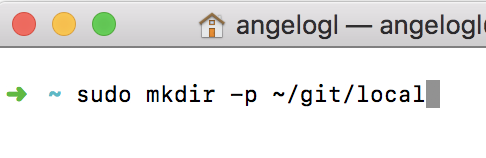 angelogl — angelogl
➜ ~ sudo mkdir -p ~/git/local